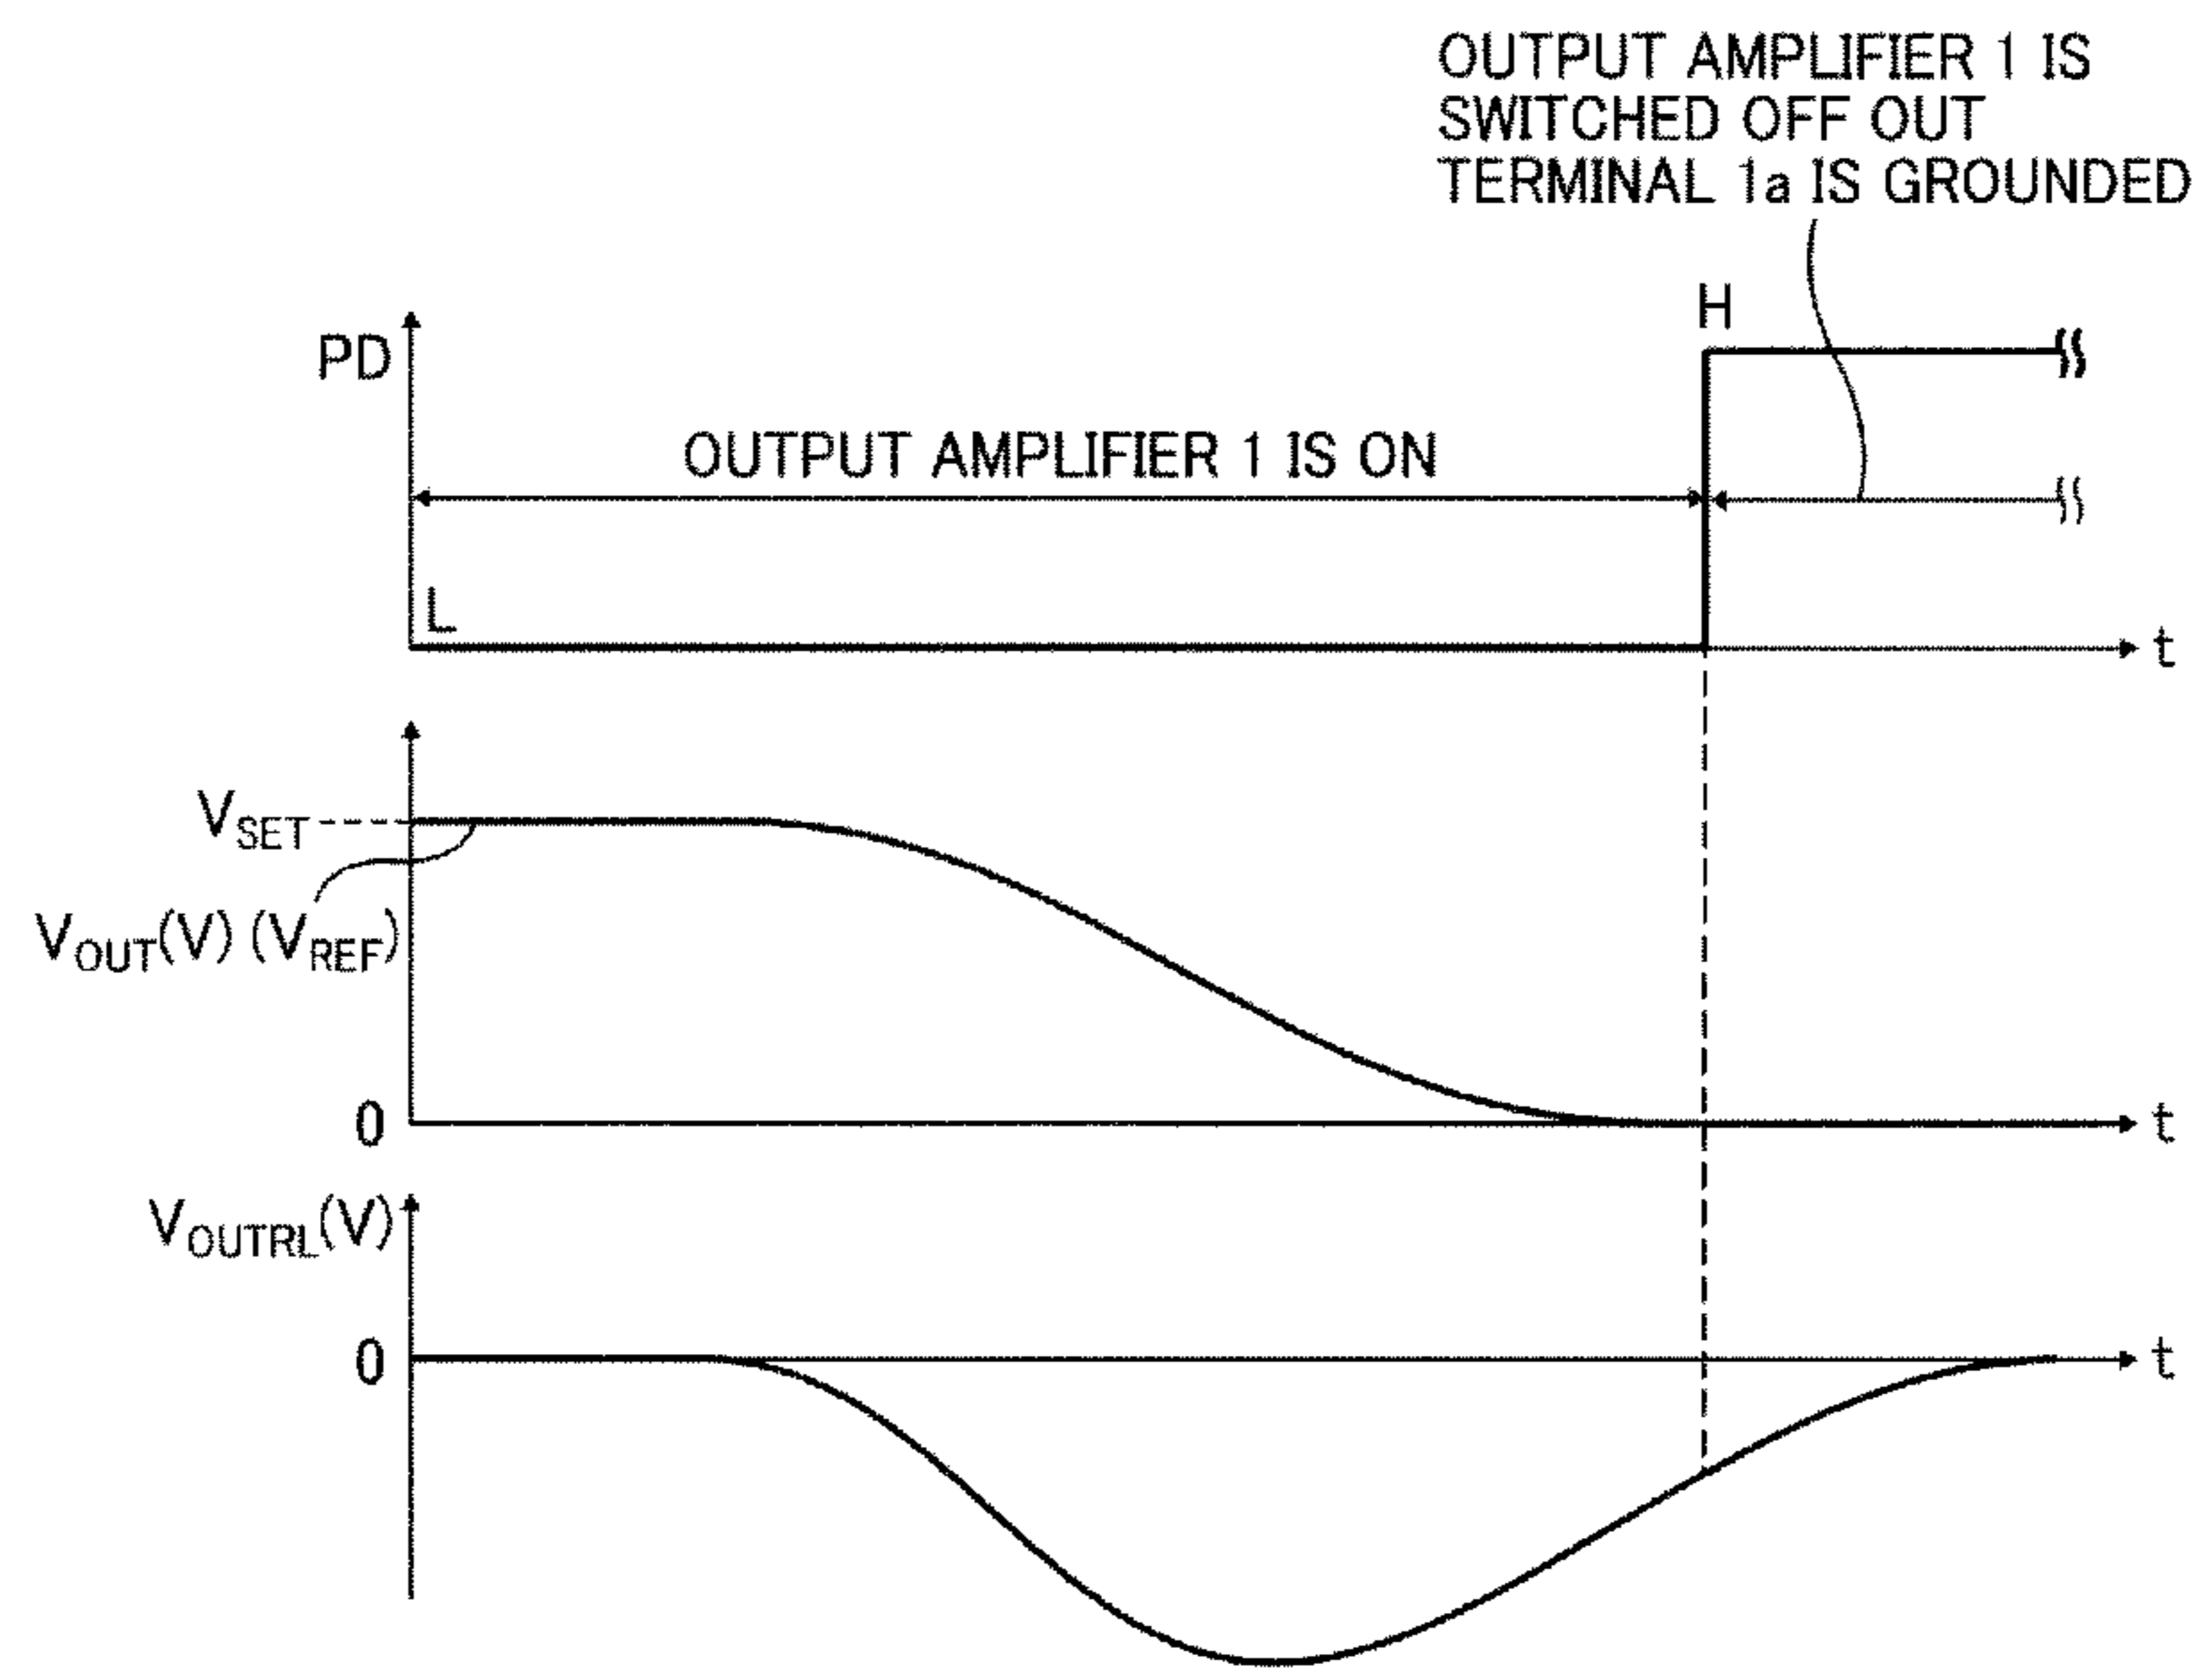 OUTPUT AMPLIFIER 1 IS
SWITCHED OFF OUT
TERMINAL 1a IS GROUNDED
H
PD
OUTPUT AMPLIFIER 1 IS ON
L
t
VSET
VOUT(V) (VREF)
0
t
VOUTRL(V)
0
t